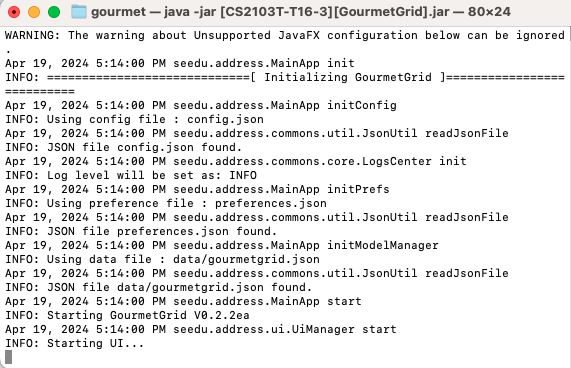 gourmet — java -jar [CS2103T-T16-3][GourmetGrid].jar — 80×24
WARNING: The warning about Unsupported JavaFX configuration below can be ignored
.
Apr 19, 2024 5:14:00 PM seedu.address.MainApp init
INFO: =============================[ Initializing GourmetGrid ]=================
==========
Apr 19, 2024 5:14:00 PM seedu.address.MainApp initConfig
INFO: Using config file : config.json
Apr 19, 2024 5:14:00 PM seedu.address.commons.util.JsonUtil readJsonFile
INFO: JSON file config.json found.
Apr 19, 2024 5:14:00 PM seedu.address.commons.core.LogsCenter init
INFO: Log level will be set as: INFO
Apr 19, 2024 5:14:00 PM seedu.address.MainApp initPrefs
INFO: Using preference file : preferences.json
Apr 19, 2024 5:14:00 PM seedu.address.commons.util.JsonUtil readJsonFile
INFO: JSON file preferences.json found.
Apr 19, 2024 5:14:00 PM seedu.address.MainApp initModelManager
INFO: Using data file : data/gourmetgrid.json
Apr 19, 2024 5:14:00 PM seedu.address.commons.util.JsonUtil readJsonFile
INFO: JSON file data/gourmetgrid.json found.
Apr 19, 2024 5:14:00 PM seedu.address.MainApp start
INFO: Starting GourmetGrid V0.2.2ea
Apr 19, 2024 5:14:00 PM seedu.address.ui.UiManager start
INFO: Starting UI...